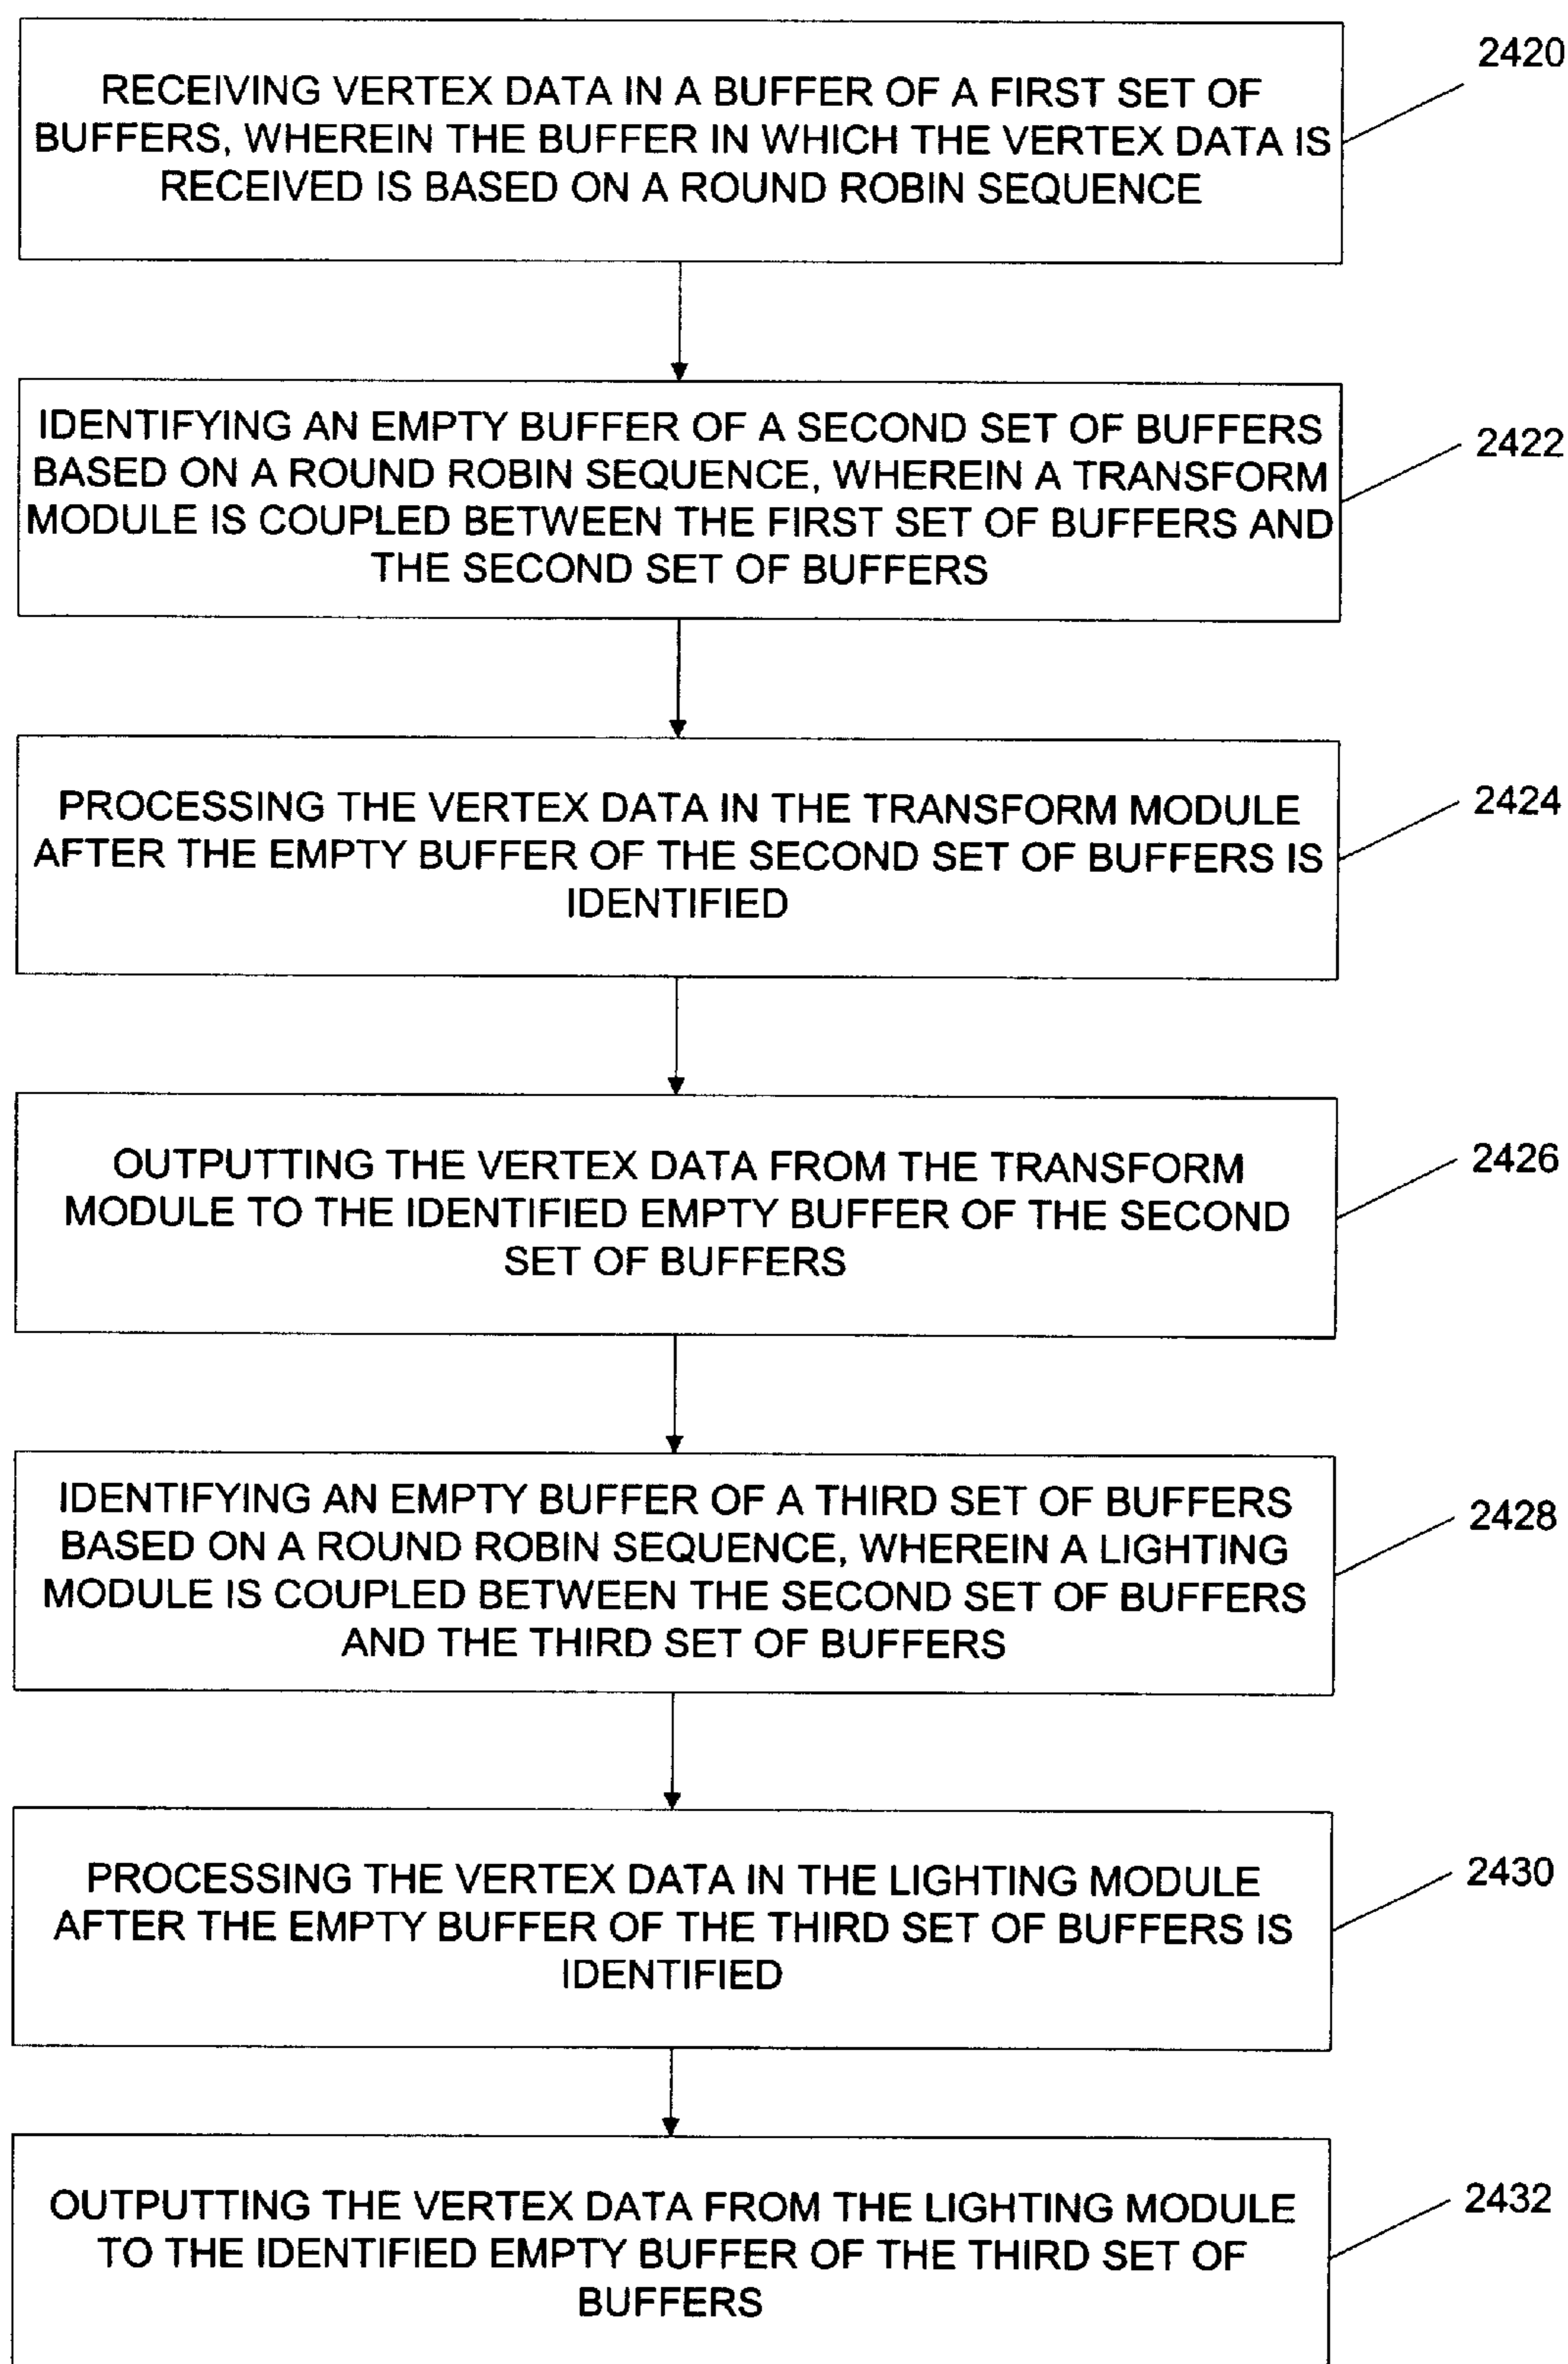 RECEIVING VERTEX DATA IN A BUFFER OF A FIRST SET OF
BUFFERS, WHEREIN THE BUFFER IN WHICH THE VERTEX DATA IS
RECEIVED IS BASED ON A ROUND ROBIN SEQUENCE
2420
IDENTIFYING AN EMPTY BUFFER OF A SECOND SET OF BUFFERS
BASED ON A ROUND ROBIN SEQUENCE, WHEREIN A TRANSFORM
MODULE IS COUPLED BETWEEN THE FIRST SET OF BUFFERS AND
THE SECOND SET OF BUFFERS
2422
PROCESSING THE VERTEX DATA IN THE TRANSFORM MODULE
AFTER THE EMPTY BUFFER OF THE SECOND SET OF BUFFERS IS
IDENTIFIED
2424
OUTPUTTING THE VERTEX DATA FROM THE TRANSFORM
MODULE TO THE IDENTIFIED EMPTY BUFFER OF THE SECOND
SET OF BUFFERS
2426
IDENTIFYING AN EMPTY BUFFER OF A THIRD SET OF BUFFERS
BASED ON A ROUND ROBIN SEQUENCE, WHEREIN A LIGHTING
MODULE IS COUPLED BETWEEN THE SECOND SET OF BUFFERS
AND THE THIRD SET OF BUFFERS
2428
PROCESSING THE VERTEX DATA IN THE LIGHTING MODULE
AFTER THE EMPTY BUFFER OF THE THIRD SET OF BUFFERS IS
IDENTIFIED
2430
OUTPUTTING THE VERTEX DATA FROM THE LIGHTING MODULE
TO THE IDENTIFIED EMPTY BUFFER OF THE THIRD SET OF
BUFFERS
2432